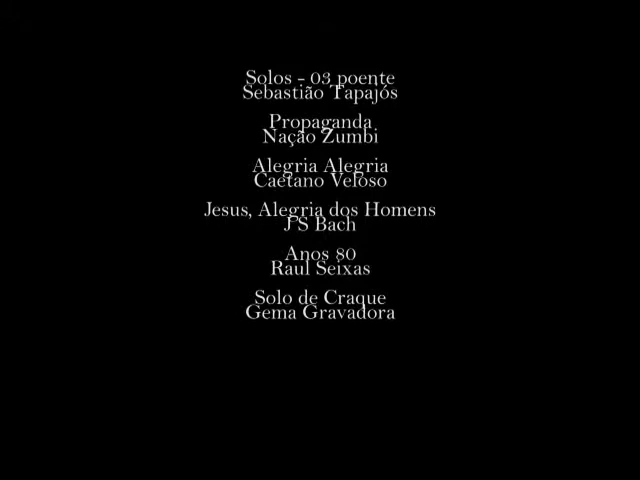 Solos - 03 poente
Sebastião Tapajós
Propaganda
Nação Zumbi
Alegria Alegria
Caetano Veloso
Jesus, Alegria dos Homens
J S Bach
Anos 80
Raul Seixas
Solo de Craque
Gema Gravadora